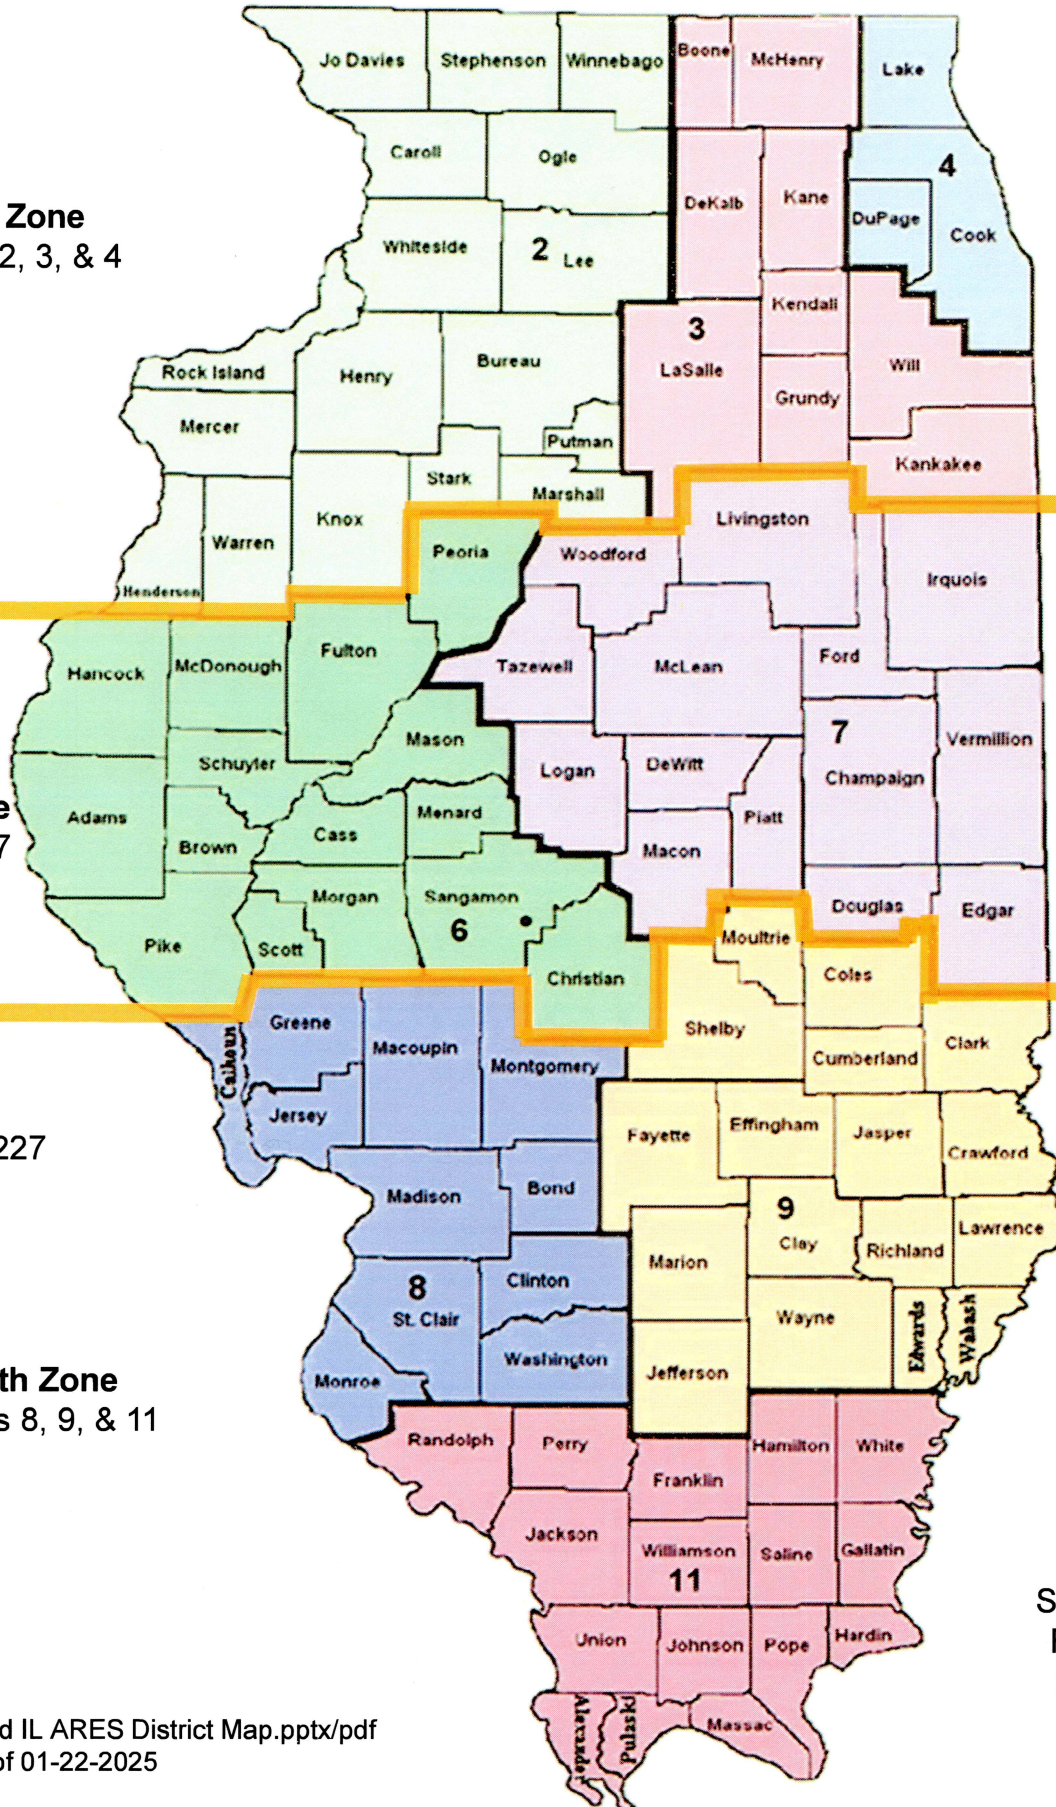 Jo Davies Stephenson Winnebago Boone McHenry Lake
Caroll Ogle DeKalb Kane 4
Zone DuPage Cook
2, 3, & 4 Whiteside 2 Lee
Kendall
3
Rock Island Henry Bureau LaSalle Will
Grundy
Mercer Putman
Stark Kankakee
Marshall
Knox Livingston
Warren Peoria Woodford
Henderson Irquois
Hancock McDonough Fulton Tazewell McLean Ford
Mason 7 Vermillion
Schuyler Logan DeWitt Champaign
e Adams Menard Piatt
7 Brown Cass Macon
Morgan Sangamon Douglas Edgar
Pike Scott 6 Moultrie
Christian Coles
Greene Shelby
Calhoun Macoupin Montgomery Cumberland Clark
Jersey Fayette Effingham Jasper
227 Crawford
Madison Bond 9
Clay Richland Lawrence
8 Clinton Marion
St. Clair Wayne Edwards Wabash
Washington Jefferson
th Zone Monroe
s 8, 9, & 11
Randolph Perry Hamilton White
Franklin
Jackson Williamson Saline Gallatin
11
S
Union Johnson Pope Hardin
Alexander Pulaski Massac
d IL ARES District Map.pptx/pdf
of 01-22-2025